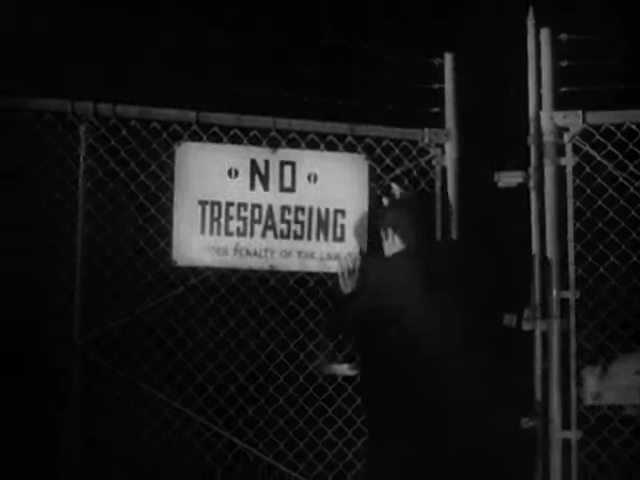 NO
TRESPASSING
PENALTY OF THE LAW